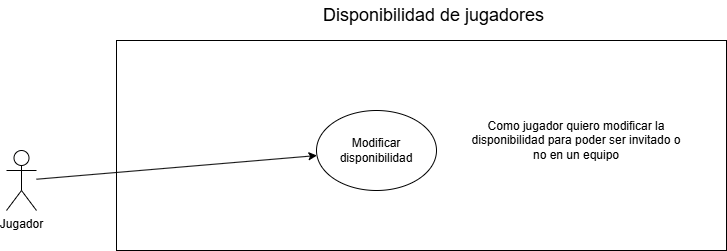 Disponibilidad de jugadores
Modificar
disponibilidad
Como jugador quiero modificar la
disponibilidad para poder ser invitado o
no en un equipo
Jugador